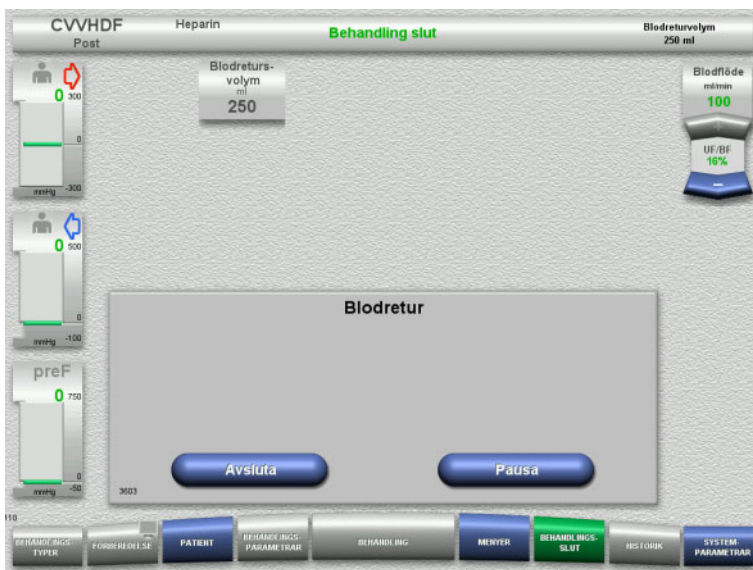 CVVHDF
Post
Heparin
Behandling slut
Blodreturvolym
250 ml
0
300
0
mmHg
-300
Blodreturs-
volym
ml
250
Blodflöde
ml/min
100
+
UF/BF
16%
−
0
500
0
mmHg
-100
preF
0
750
0
mmHg
-50
Blodretur
Avsluta
Pausa
3603
BEHANDLINGS-
TYPER
FÖRBEREDELSE
PATIENT
BEHANDLINGS-
PARAMETRAR
BEHANDLING
MENYER
BEHANDLINGS-
SLUT
HISTORIK
SYSTEM-
PARAMETRAR